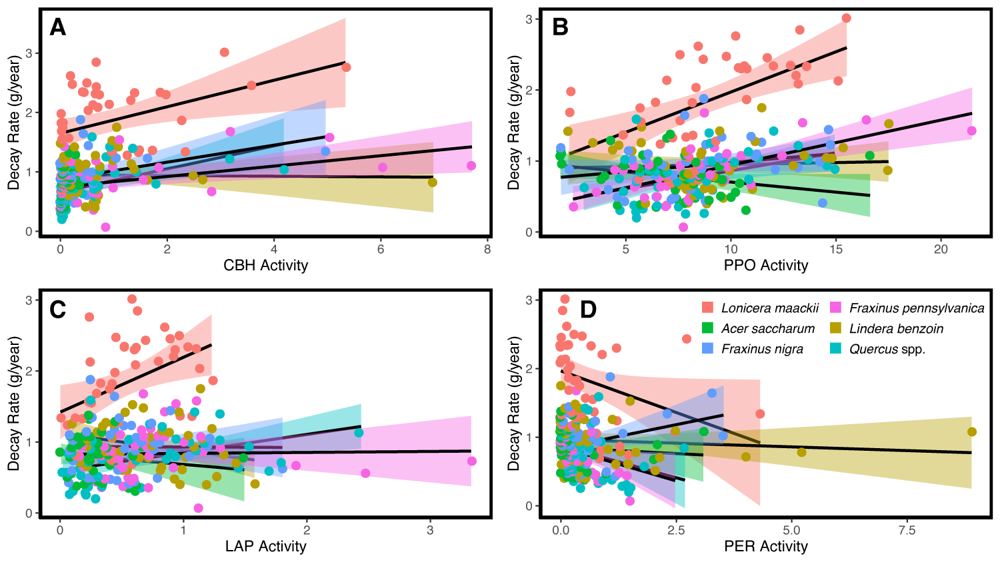 A
Decay Rate (g/year)
3
2
1
0
0 2 4 6 8
CBH Activity
B
Decay Rate (g/year)
3
2
1
0
5 10 15 20
PPO Activity
C
Decay Rate (g/year)
3
2
1
0
0 1 2 3
LAP Activity
D
Lonicera maackii Fraxinus pennsylvanica
Acer saccharum Lindera benzoin
Fraxinus nigra Quercus spp.
Decay Rate (g/year)
3
2
1
0
0.0 2.5 5.0 7.5
PER Activity